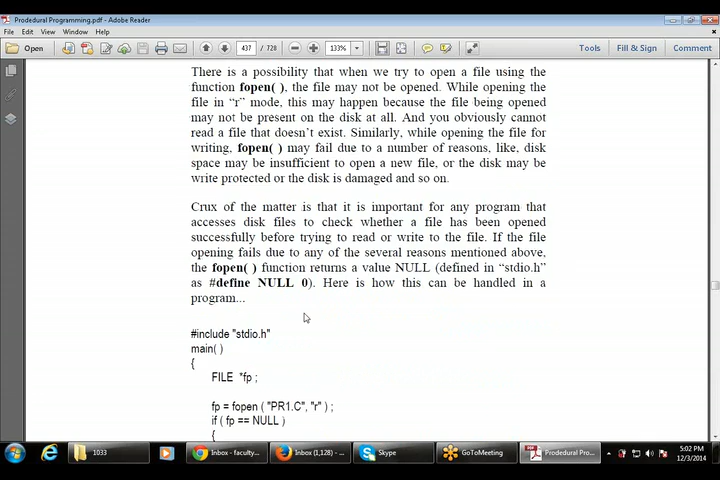 Prodedural Programming.pdf - Adobe Reader
File Edit View Window Help
Open 437 / 728 133% Tools Fill & Sign Comment
There is a possibility that when we try to open a file using the
function fopen( ), the file may not be opened. While opening the
file in “r” mode, this may happen because the file being opened
may not be present on the disk at all. And you obviously cannot
read a file that doesn’t exist. Similarly, while opening the file for
writing, fopen( ) may fail due to a number of reasons, like, disk
space may be insufficient to open a new file, or the disk may be
write protected or the disk is damaged and so on.
Crux of the matter is that it is important for any program that
accesses disk files to check whether a file has been opened
successfully before trying to read or write to the file. If the file
opening fails due to any of the several reasons mentioned above,
the fopen( ) function returns a value NULL (defined in “stdio.h”
as #define NULL 0). Here is how this can be handled in a
program...
#include "stdio.h"
main( )
{
FILE *fp ;
fp = fopen ( "PR1.C", "r" ) ;
if ( fp == NULL )
{
1033 Inbox - faculty... Inbox (1,128) - ... Skype GoToMeeting Prodedural Pro...
5:02 PM
12/3/2014